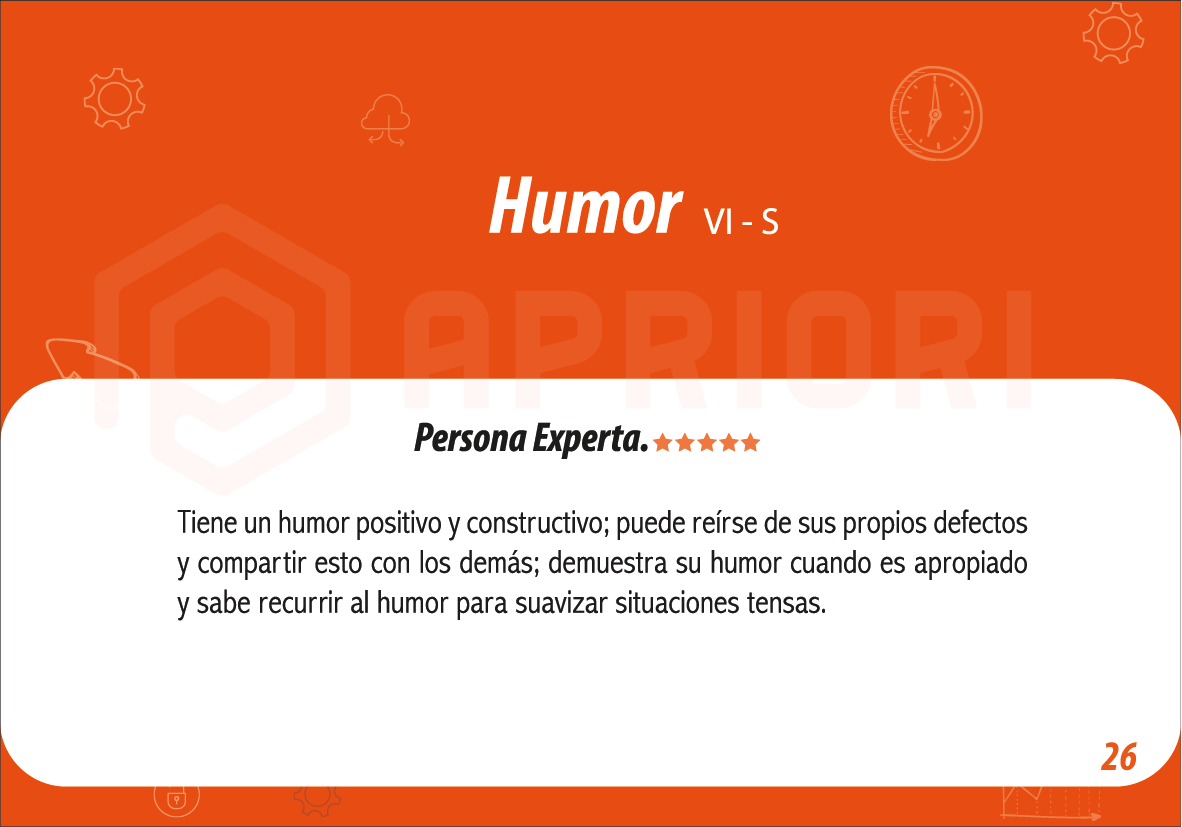 Humor VI - S
APRIORI
Persona Experta.
Tiene un humor positivo y constructivo; puede reírse de sus propios defectos
y compartir esto con los demás; demuestra su humor cuando es apropiado
y sabe recurrir al humor para suavizar situaciones tensas.
26